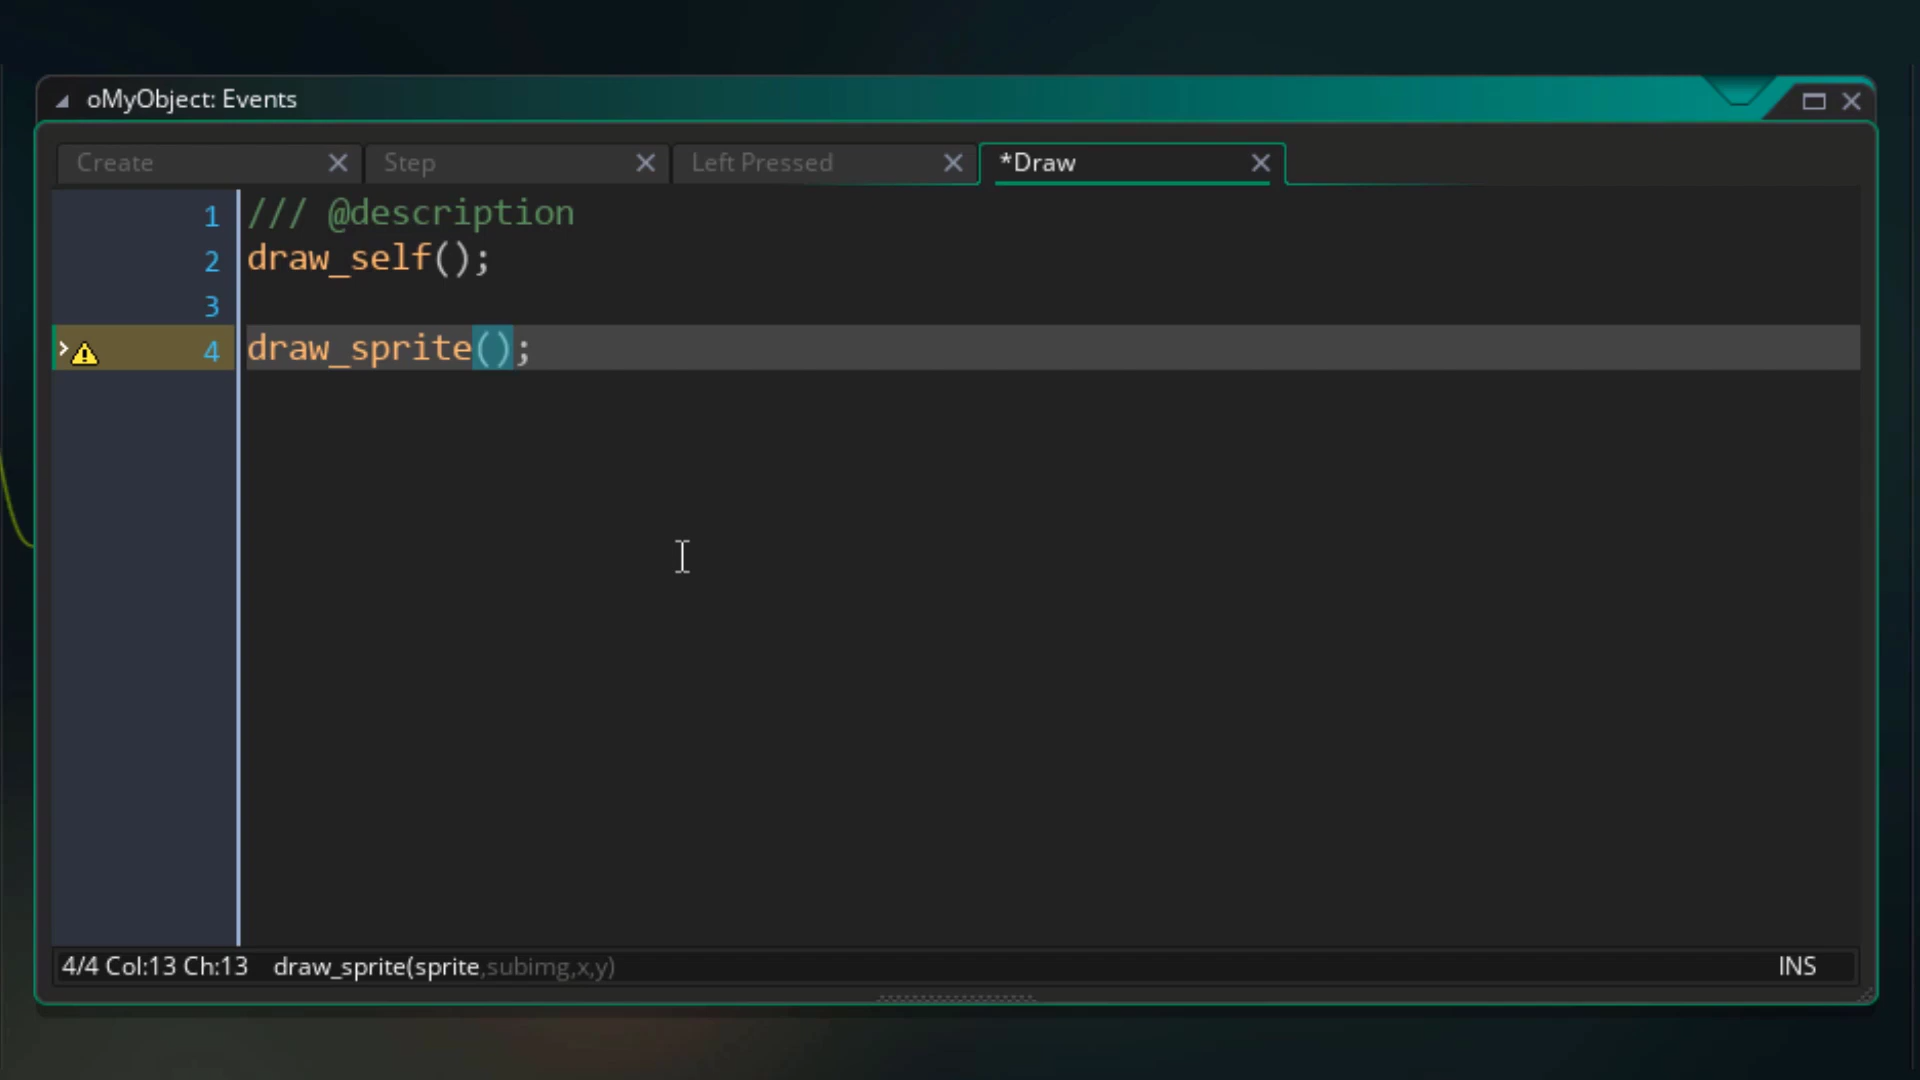 oMyObject: Events
Create Step Left Pressed *Draw
1 /// @description
2 draw_self();
3
4 draw_sprite();
4/4 Col:13 Ch:13 draw_sprite(sprite,subimg,x,y) INS